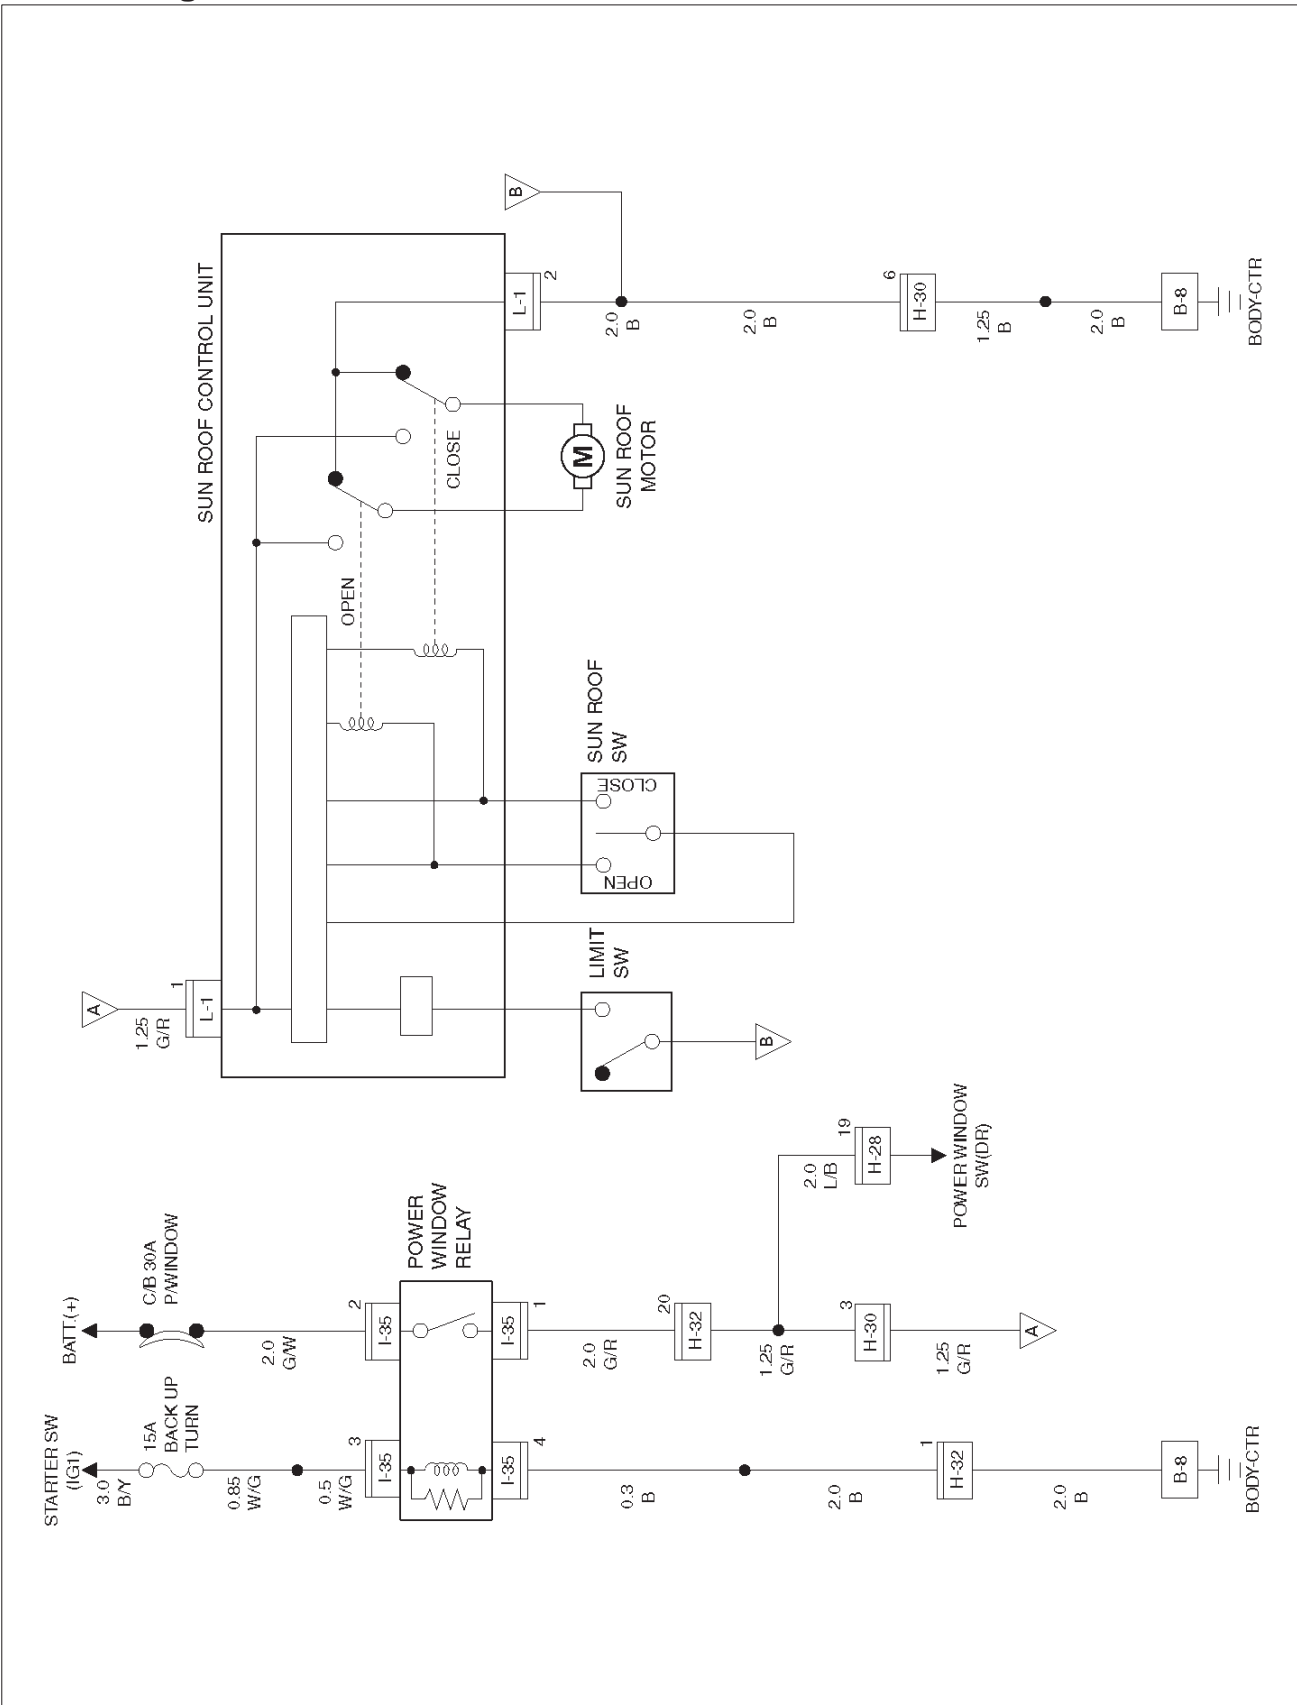 STARTER SW
(IG1)
3.0
B/Y
15A
BACK UP
TURN
0.85
W/G
0.5
W/G
3
I-35
I-35
4
0.3
B
2.0
B
1
H-32
2.0
B
B-8
BODY-CTR
BATT.(+)
C/B 30A
P/WINDOW
2.0
G/W
2
I-35
POWER
WINDOW
RELAY
I-35
1
2.0
G/R
20
H-32
1.25
G/R
3
H-30
1.25
G/R
A
2.0
L/B
19
H-28
POWER WINDOW
SW(DR)
A
1.25
G/R
1
L-1
SUN ROOF CONTROL UNIT
OPEN
CLOSE
LIMIT
SW
B
SUN ROOF
SW
OPEN
CLOSE
SUN ROOF
MOTOR
M
B
L-1
2
2.0
B
2.0
B
6
H-30
1.25
B
2.0
B
B-8
BODY-CTR